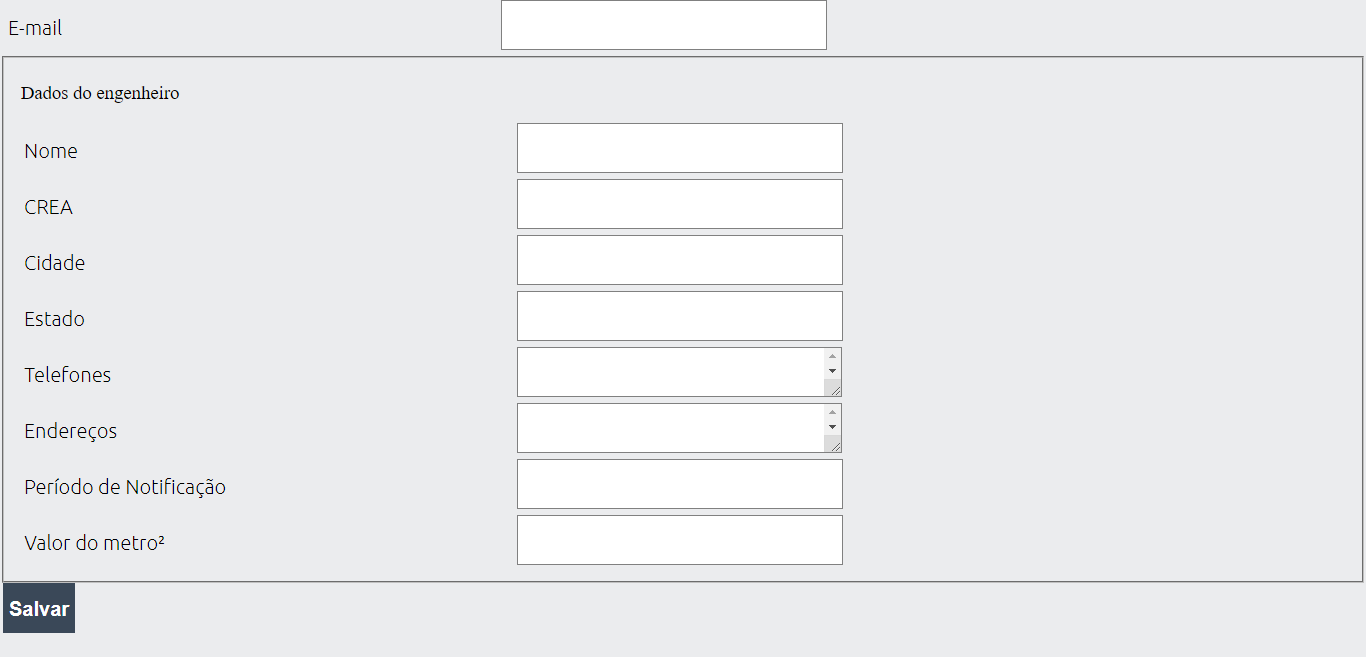 E-mail
Dados do engenheiro
Nome
CREA
Cidade
Estado
Telefones
Endereços
Período de Notificação
Valor do metro²
Salvar